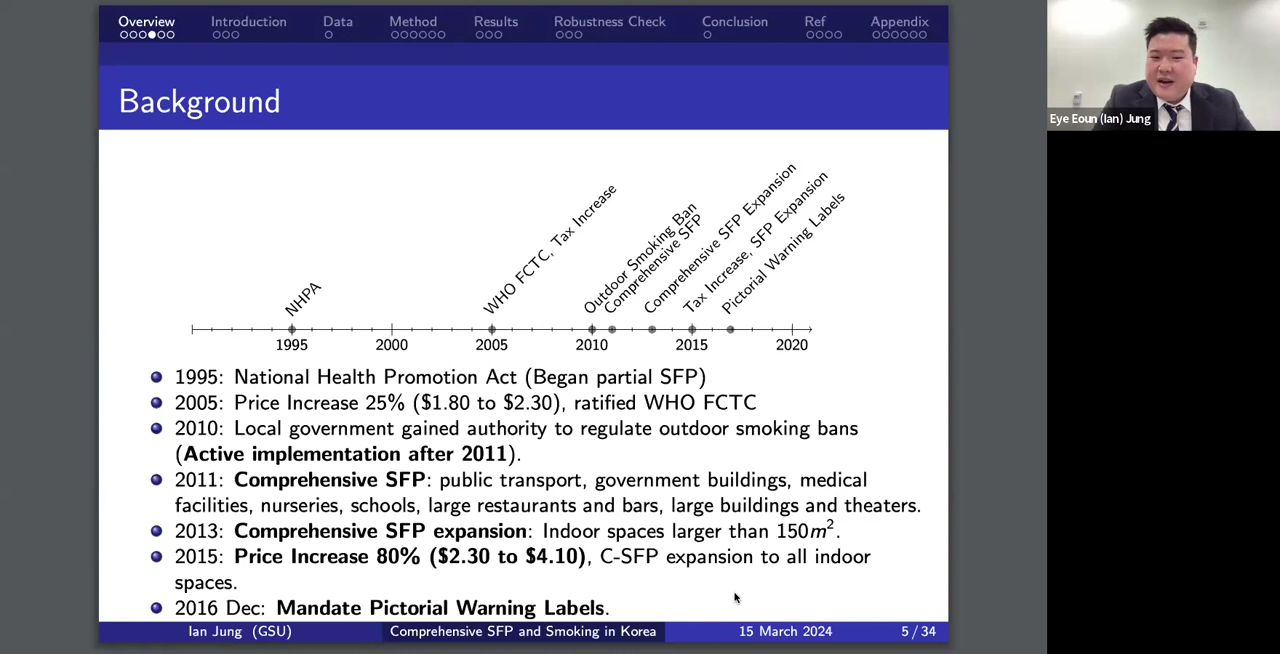 Overview Introduction Data Method Results Robustness Check Conclusion Ref Appendix
Background
NHPA
WHO FCTC, Tax Increase
Outdoor Smoking Ban
Comprehensive SFP
Comprehensive SFP Expansion
Tax Increase, SFP Expansion
Pictorial Warning Labels
1995 2000 2005 2010 2015 2020
1995: National Health Promotion Act (Began partial SFP)
2005: Price Increase 25% ($1.80 to $2.30), ratified WHO FCTC
2010: Local government gained authority to regulate outdoor smoking bans
(Active implementation after 2011).
2011: Comprehensive SFP: public transport, government buildings, medical
facilities, nurseries, schools, large restaurants and bars, large buildings and theaters.
2013: Comprehensive SFP expansion: Indoor spaces larger than 150m².
2015: Price Increase 80% ($2.30 to $4.10), C-SFP expansion to all indoor
spaces.
2016 Dec: Mandate Pictorial Warning Labels.
Ian Jung (GSU) Comprehensive SFP and Smoking in Korea 15 March 2024 5 / 34
Eye Eoun (Ian) Jung